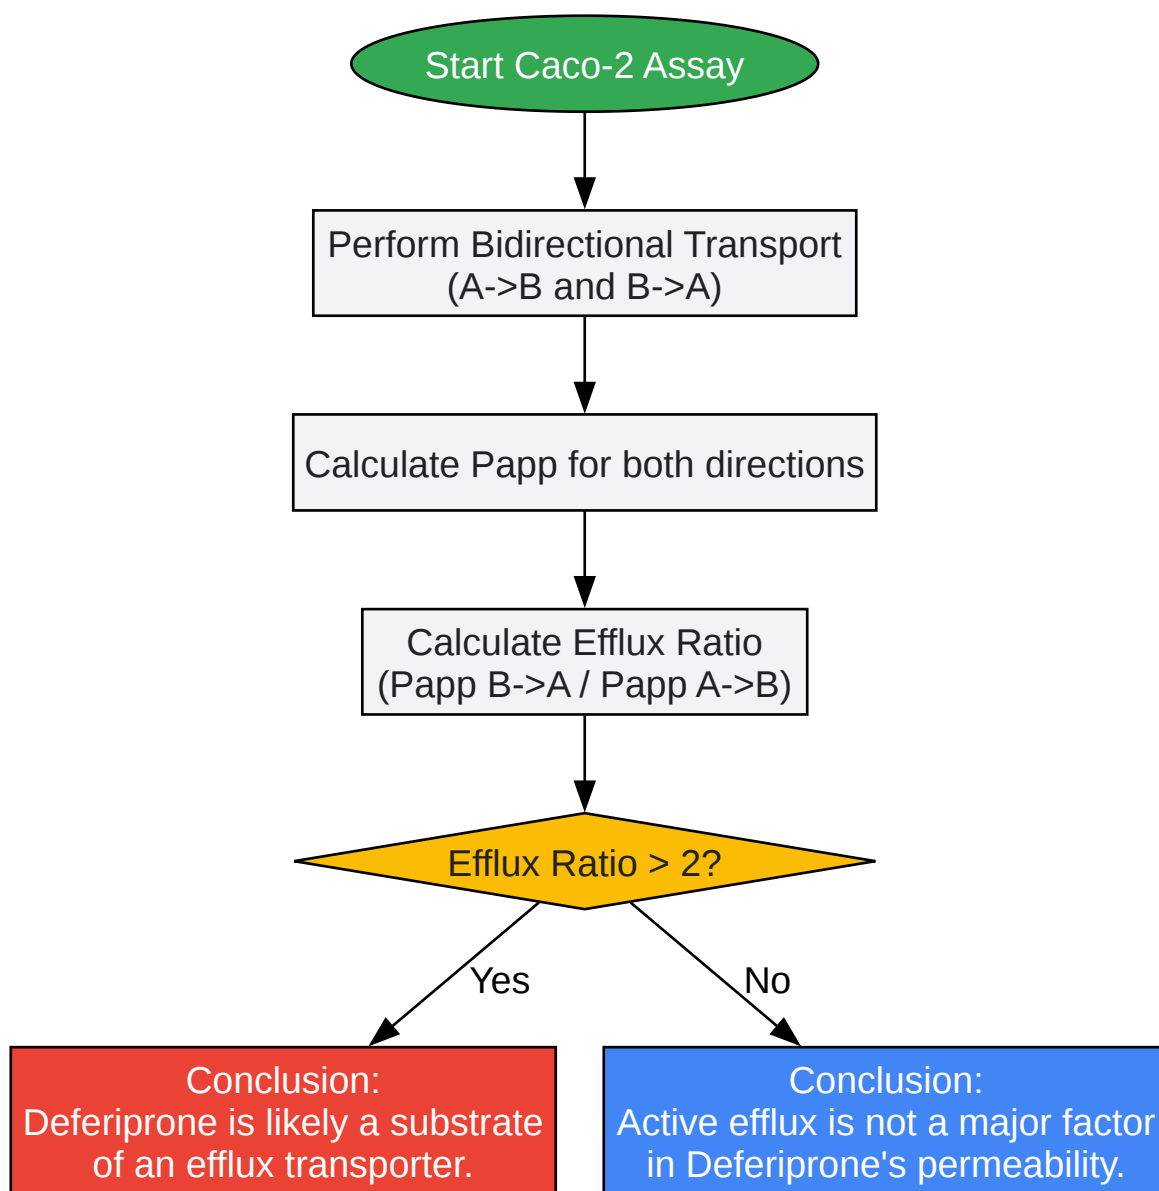 Start Caco-2 Assay
Perform Bidirectional Transport
(A->B and B->A)
Calculate Papp for both directions
Calculate Efflux Ratio
(Papp B->A / Papp A->B)
Efflux Ratio > 2?
Yes
No
Conclusion:
Deferiprone is likely a substrate
of an efflux transporter.
Conclusion:
Active efflux is not a major factor
in Deferiprone's permeability.